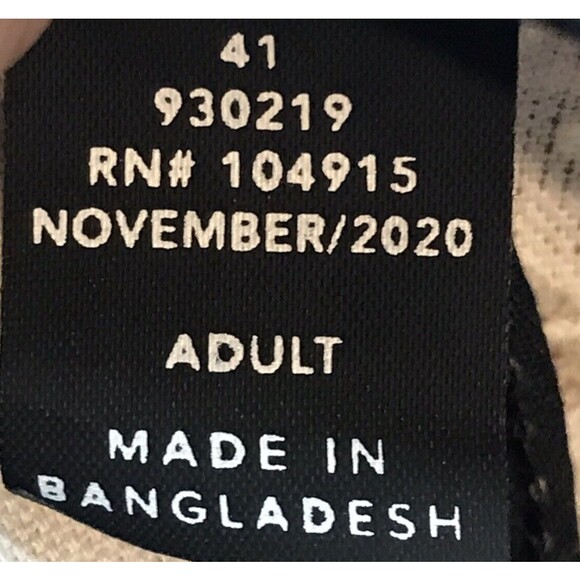 41
930219
RN# 104915
NOVEMBER/2020
ADULT
MADE IN
BANGLADESH